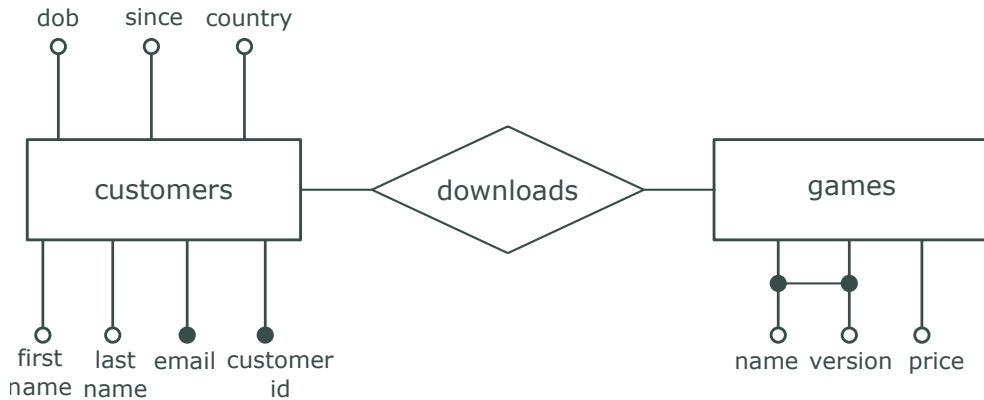 dob since country
customers downloads games
first last email customer name version price
name name id